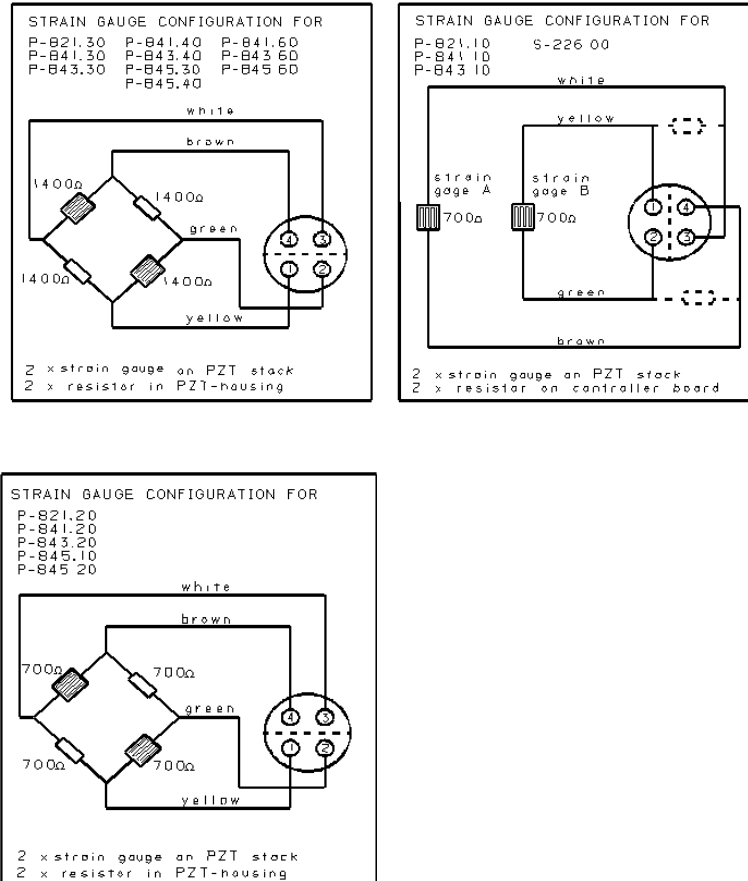 STRAIN GAUGE CONFIGURATION FOR
P-821.30 P-841.40 P-841.60
P-841.30 P-843.40 P-843 60
P-843.30 P-845.30 P-845 60
P-845.40
white
brown
1400Ω
1400Ω
green
4 3
1 2
1400Ω
1400Ω
yellow
2 x strain gauge on PZT stack
2 x resistor in PZT-housing
STRAIN GAUGE CONFIGURATION FOR
P-821.10 S-226 00
P-841 10
P-843 10
white
yellow
strain gage A
strain gage B
700Ω
700Ω
1 4
2 3
green
brown
2 x strain gauge on PZT stack
2 x resistor on controller board
STRAIN GAUGE CONFIGURATION FOR
P-821.20
P-841.20
P-843.20
P-845.10
P-845 20
white
brown
700Ω
700Ω
green
4 3
1 2
700Ω
700Ω
yellow
2 x strain gauge on PZT stack
2 x resistor in PZT-housing